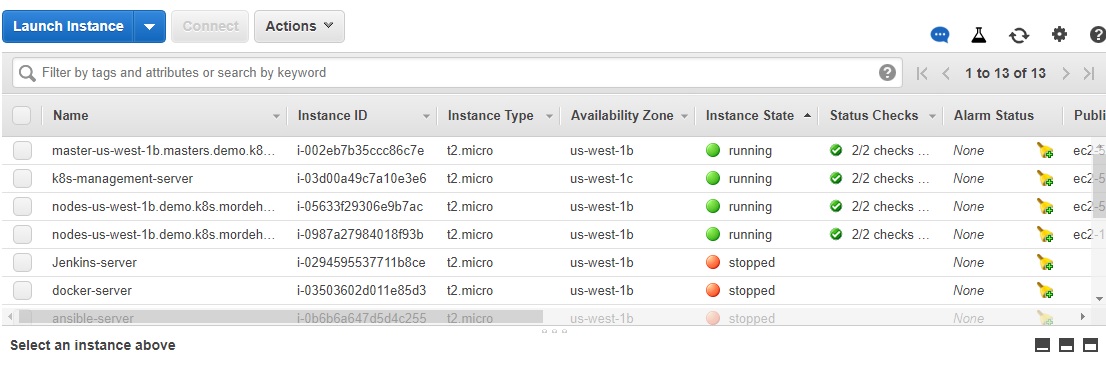 Launch Instance Connect Actions
Filter by tags and attributes or search by keyword 1 to 13 of 13
Name Instance ID Instance Type Availability Zone Instance State Status Checks Alarm Status Publi
master-us-west-1b.masters.demo.k8... i-002eb7b35ccc86c7e t2.micro us-west-1b running 2/2 checks ... None ec2-5
k8s-management-server i-03d00a49c7a10e3e6 t2.micro us-west-1c running 2/2 checks ... None ec2-5
nodes-us-west-1b.demo.k8s.mordeh... i-05633f29306e9b7ac t2.micro us-west-1b running 2/2 checks ... None ec2-5
nodes-us-west-1b.demo.k8s.mordeh... i-0987a27984018f93b t2.micro us-west-1b running 2/2 checks ... None ec2-1
Jenkins-server i-0294595537711b8ce t2.micro us-west-1b stopped None
docker-server i-03503602d011e85d3 t2.micro us-west-1b stopped None
ansible-server i-0b6b6a647d5d4c255 t2.micro us-west-1b stopped None
Select an instance above